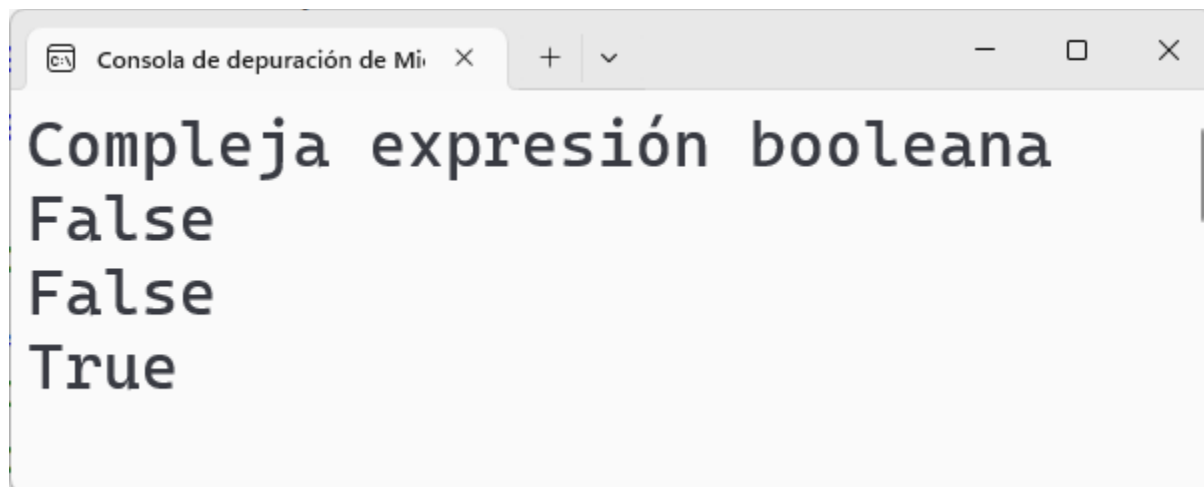 Consola de depuración de Mi
Compleja expresión booleana
False
False
True